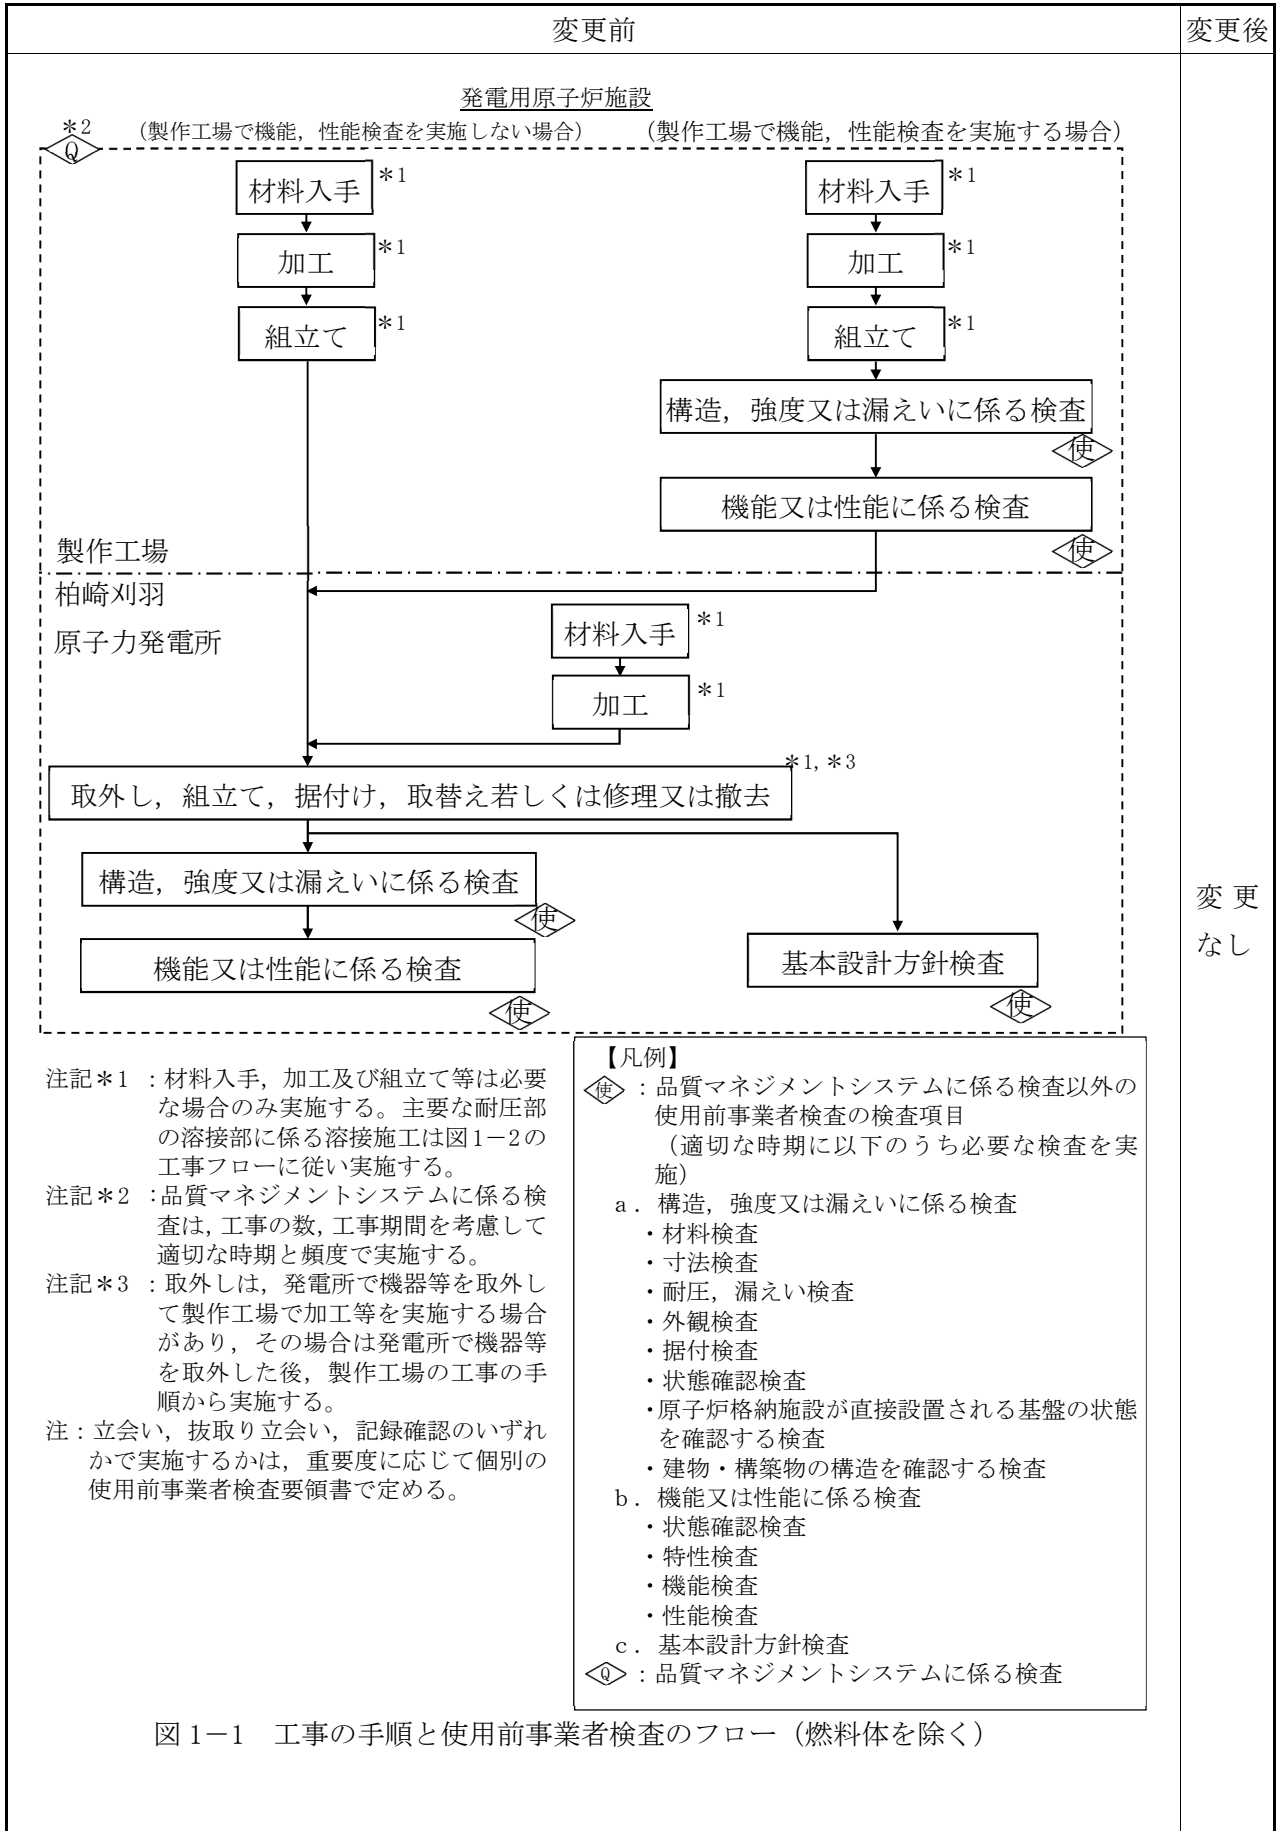 変更前
変更後
発電用原子炉施設
＊2
（製作工場で機能，性能検査を実施しない場合）
（製作工場で機能，性能検査を実施する場合）
Q
材料入手
＊1
加工
＊1
組立て
＊1
材料入手
＊1
加工
＊1
組立て
＊1
構造，強度又は漏えいに係る検査
使
機能又は性能に係る検査
使
製作工場
柏崎刈羽
原子力発電所
材料入手
＊1
加工
＊1
＊1,＊3
取外し，組立て，据付け，取替え若しくは修理又は撤去
構造，強度又は漏えいに係る検査
使
機能又は性能に係る検査
使
基本設計方針検査
使
変 更
なし
注記＊1 ：材料入手，加工及び組立て等は必要
な場合のみ実施する。主要な耐圧部
の溶接部に係る溶接施工は図1－2の
工事フローに従い実施する。
注記＊2 ：品質マネジメントシステムに係る検
査は，工事の数，工事期間を考慮して
適切な時期と頻度で実施する。
注記＊3 ：取外しは，発電所で機器等を取外し
て製作工場で加工等を実施する場合
があり，その場合は発電所で機器等
を取外した後，製作工場の工事の手
順から実施する。
注：立会い，抜取り立会い，記録確認のいずれ
かで実施するかは，重要度に応じて個別の
使用前事業者検査要領書で定める。
【凡例】
使 ：品質マネジメントシステムに係る検査以外の
使用前事業者検査の検査項目
（適切な時期に以下のうち必要な検査を実
施）
a．構造，強度又は漏えいに係る検査
・材料検査
・寸法検査
・耐圧，漏えい検査
・外観検査
・据付検査
・状態確認検査
・原子炉格納施設が直接設置される基盤の状態
を確認する検査
・建物・構築物の構造を確認する検査
b．機能又は性能に係る検査
・状態確認検査
・特性検査
・機能検査
・性能検査
c．基本設計方針検査
Q ：品質マネジメントシステムに係る検査
図1－1　工事の手順と使用前事業者検査のフロー（燃料体を除く）